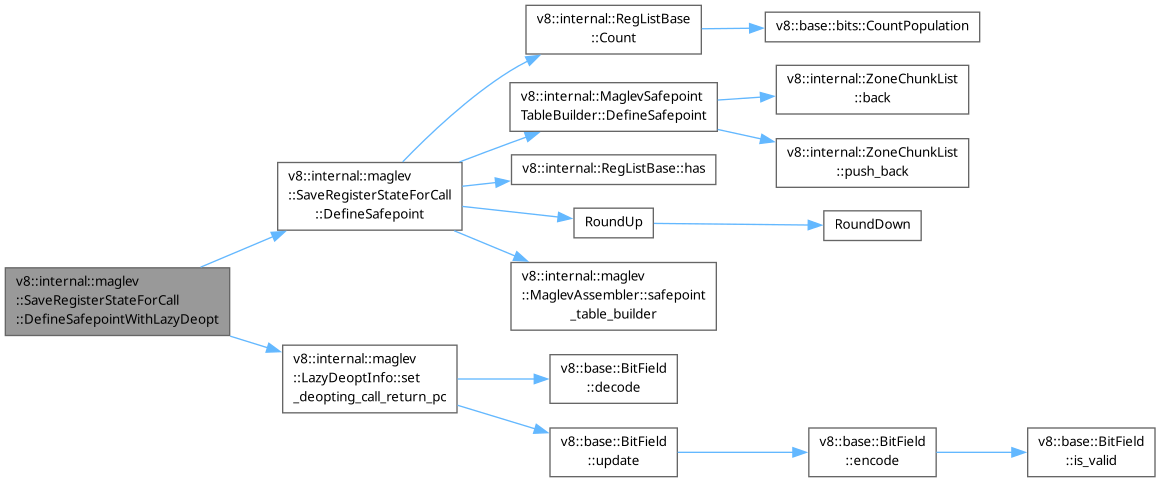 v8::internal::RegListBase
::Count
v8::base::bits::CountPopulation
v8::internal::ZoneChunkList
::back
v8::internal::MaglevSafepoint
TableBuilder::DefineSafepoint
v8::internal::ZoneChunkList
::push_back
v8::internal::RegListBase::has
v8::internal::maglev
::SaveRegisterStateForCall
::DefineSafepoint
RoundUp
RoundDown
v8::internal::maglev
::MaglevAssembler::safepoint
_table_builder
v8::internal::maglev
::SaveRegisterStateForCall
::DefineSafepointWithLazyDeopt
v8::internal::maglev
::LazyDeoptInfo::set
_deopting_call_return_pc
v8::base::BitField
::decode
v8::base::BitField
::update
v8::base::BitField
::encode
v8::base::BitField
::is_valid